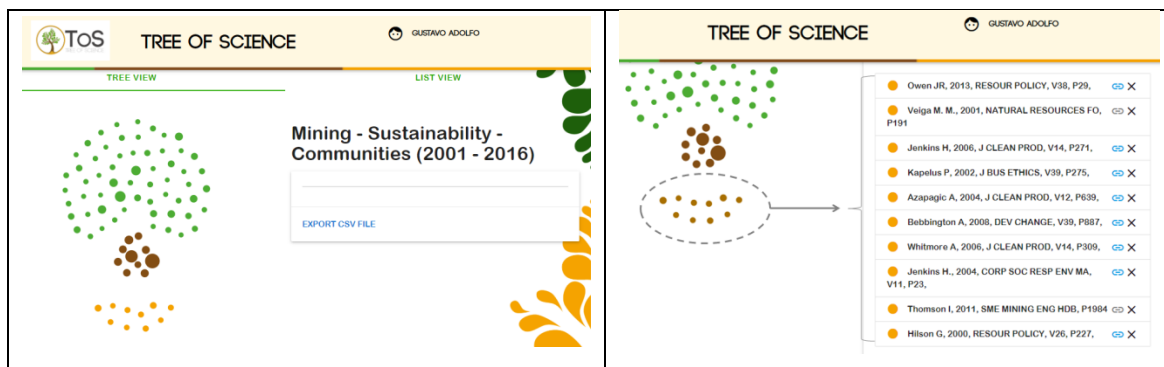 ToS
TREE OF SCIENCE
GUSTAVO ADOLFO
TREE VIEW
LIST VIEW
Mining - Sustainability -
Communities (2001 - 2016)
EXPORT CSV FILE
TREE OF SCIENCE
GUSTAVO ADOLFO
Owen JR, 2013, RESOUR POLICY, V38, P29,
Veiga M. M., 2001, NATURAL RESOURCES FO,
P191
Jenkins H, 2006, J CLEAN PROD, V14, P271,
Kapelus P, 2002, J BUS ETHICS, V39, P275,
Azapagic A, 2004, J CLEAN PROD, V12, P639,
Bebbington A, 2008, DEV CHANGE, V39, P887,
Whitmore A, 2006, J CLEAN PROD, V14, P309,
Jenkins H., 2004, CORP SOC RESP ENV MA,
V11, P23,
Thomson I, 2011, SME MINING ENG HDB, P1984
Hilson G, 2000, RESOUR POLICY, V26, P227,